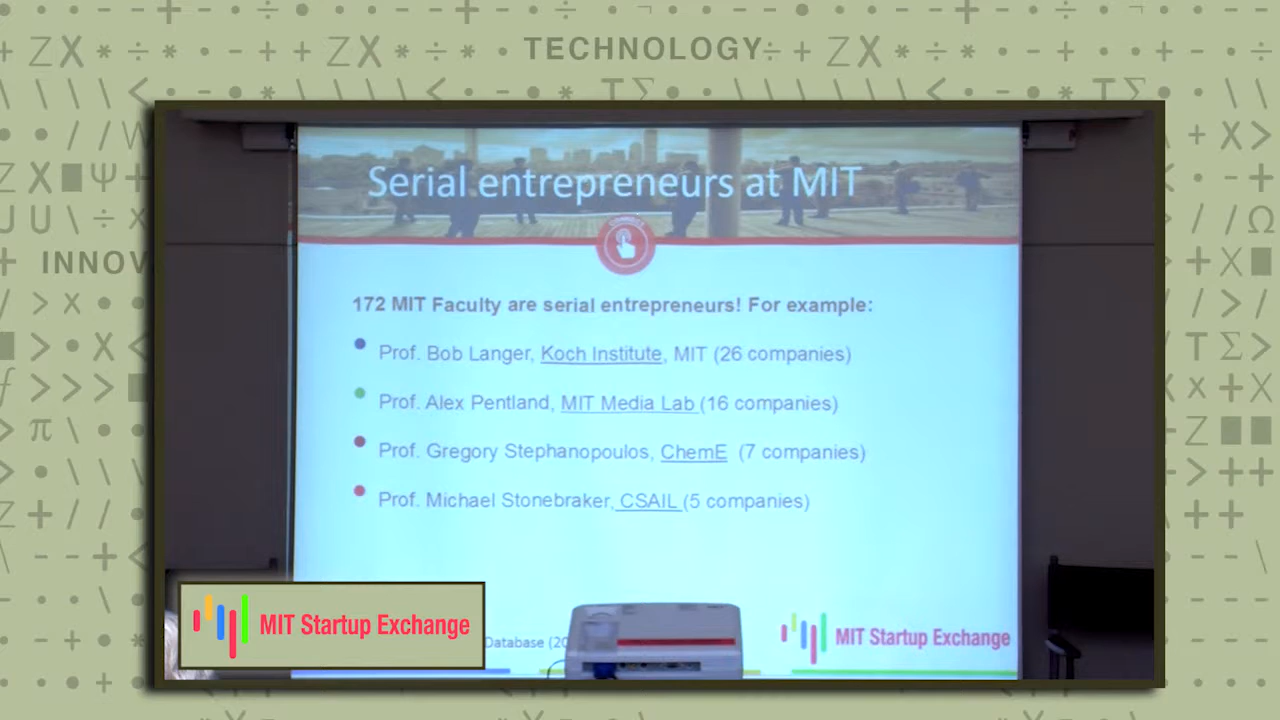 TECHNOLOGY
INNOV
Serial entrepreneurs at MIT
172 MIT Faculty are serial entrepreneurs! For example:
Prof. Bob Langer, Koch Institute, MIT (26 companies)
Prof. Alex Pentland, MIT Media Lab (16 companies)
Prof. Gregory Stephanopoulos, ChemE (7 companies)
Prof. Michael Stonebraker, CSAIL (5 companies)
MIT Startup Exchange
Database (20
MIT Startup Exchange